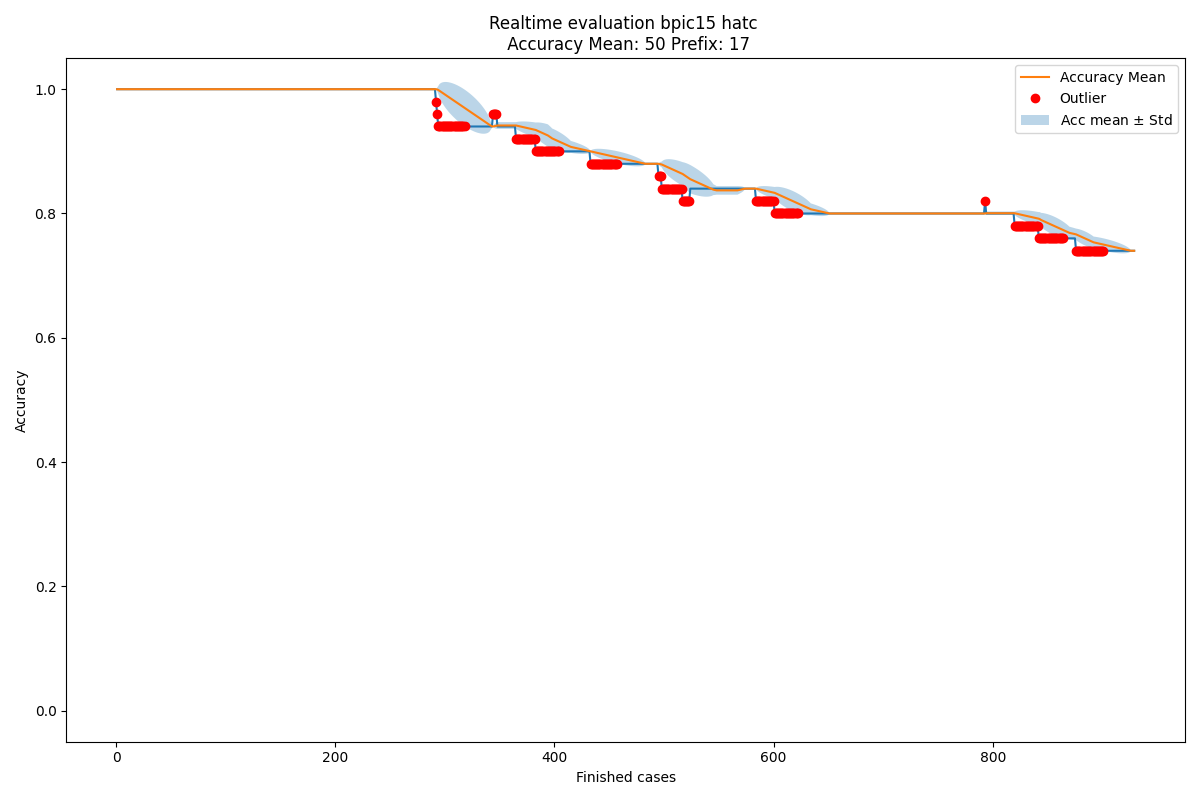 Realtime evaluation bpic15 hatc
Accuracy Mean: 50 Prefix: 17
Accuracy Mean
Outlier
Acc mean ± Std
1.0
0.8
0.6
0.4
0.2
0.0
Accuracy
0
200
400
600
800
Finished cases